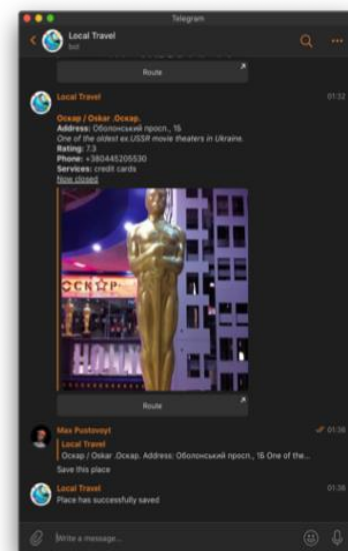 Telegram
Local Travel
bot
Route
Local Travel
01:32
Оскар / Oskar .Оскар.
Address: Оболонський просп., 1Б
One of the oldest ex.USSR movie theaters in Ukraine.
Rating: 7.3
Phone: +380445205530
Services: credit cards
Now closed
ОСКАР
Route
Max Pustovoyt
01:36
Local Travel
Оскар / Oskar .Оскар. Address: Оболонський просп., 1Б One of the...
Save this place
Local Travel
01:36
Place has successfully saved
Write a message...